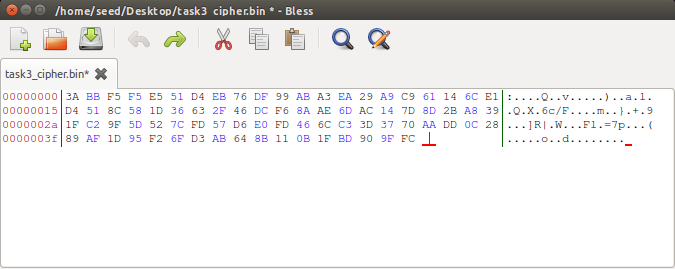 /home/seed/Desktop/task3_cipher.bin * - Bless
task3_cipher.bin*
00000000 3A BB F5 F5 E5 51 D4 EB 76 DF 99 AB A3 EA 29 A9 C9 61 14 6C E1 :....Q..v.....)..a.l.
00000015 D4 51 8C 58 1D 36 63 2F 46 DC F6 8A AE 6D AC 14 7D 8D 2B A8 39 .Q.X.6c/F....m..}.+.9
0000002a 1F C2 9F 5D 52 7C FD 57 D6 E0 FD 46 6C C3 3D 37 70 AA DD 0C 28 ...]R|.W...Fl.=7p...(
0000003f 89 AF 1D 95 F2 6F D3 AB 64 8B 11 0B 1F BD 90 9F FC .....o..d........